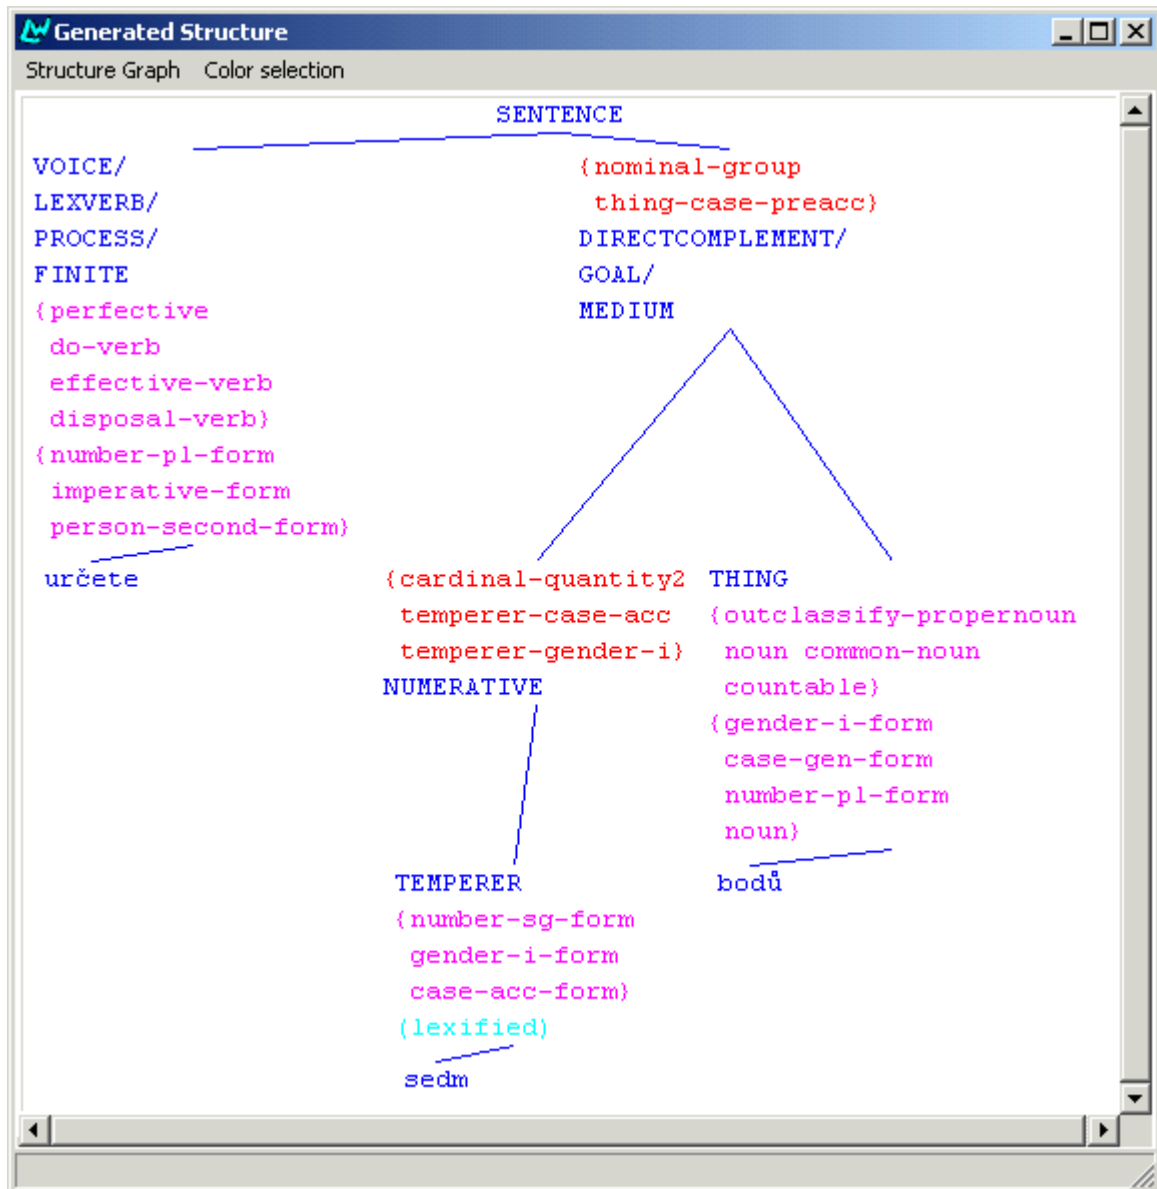 Generated Structure
Structure Graph Color selection
SENTENCE
VOICE/
LEXVERB/
PROCESS/
FINITE
{perfective
do-verb
effective-verb
disposal-verb}
{number-pl-form
imperative-form
person-second-form}
určete
{nominal-group
thing-case-preacc}
DIRECTCOMPLEMENT/
GOAL/
MEDIUM
{cardinal-quantity2
temperer-case-acc
temperer-gender-i}
NUMERATIVE
TEMPERER
{number-sg-form
gender-i-form
case-acc-form}
(lexified)
sedm
THING
{outclassify-propernoun
noun common-noun
countable}
{gender-i-form
case-gen-form
number-pl-form
noun}
bodů